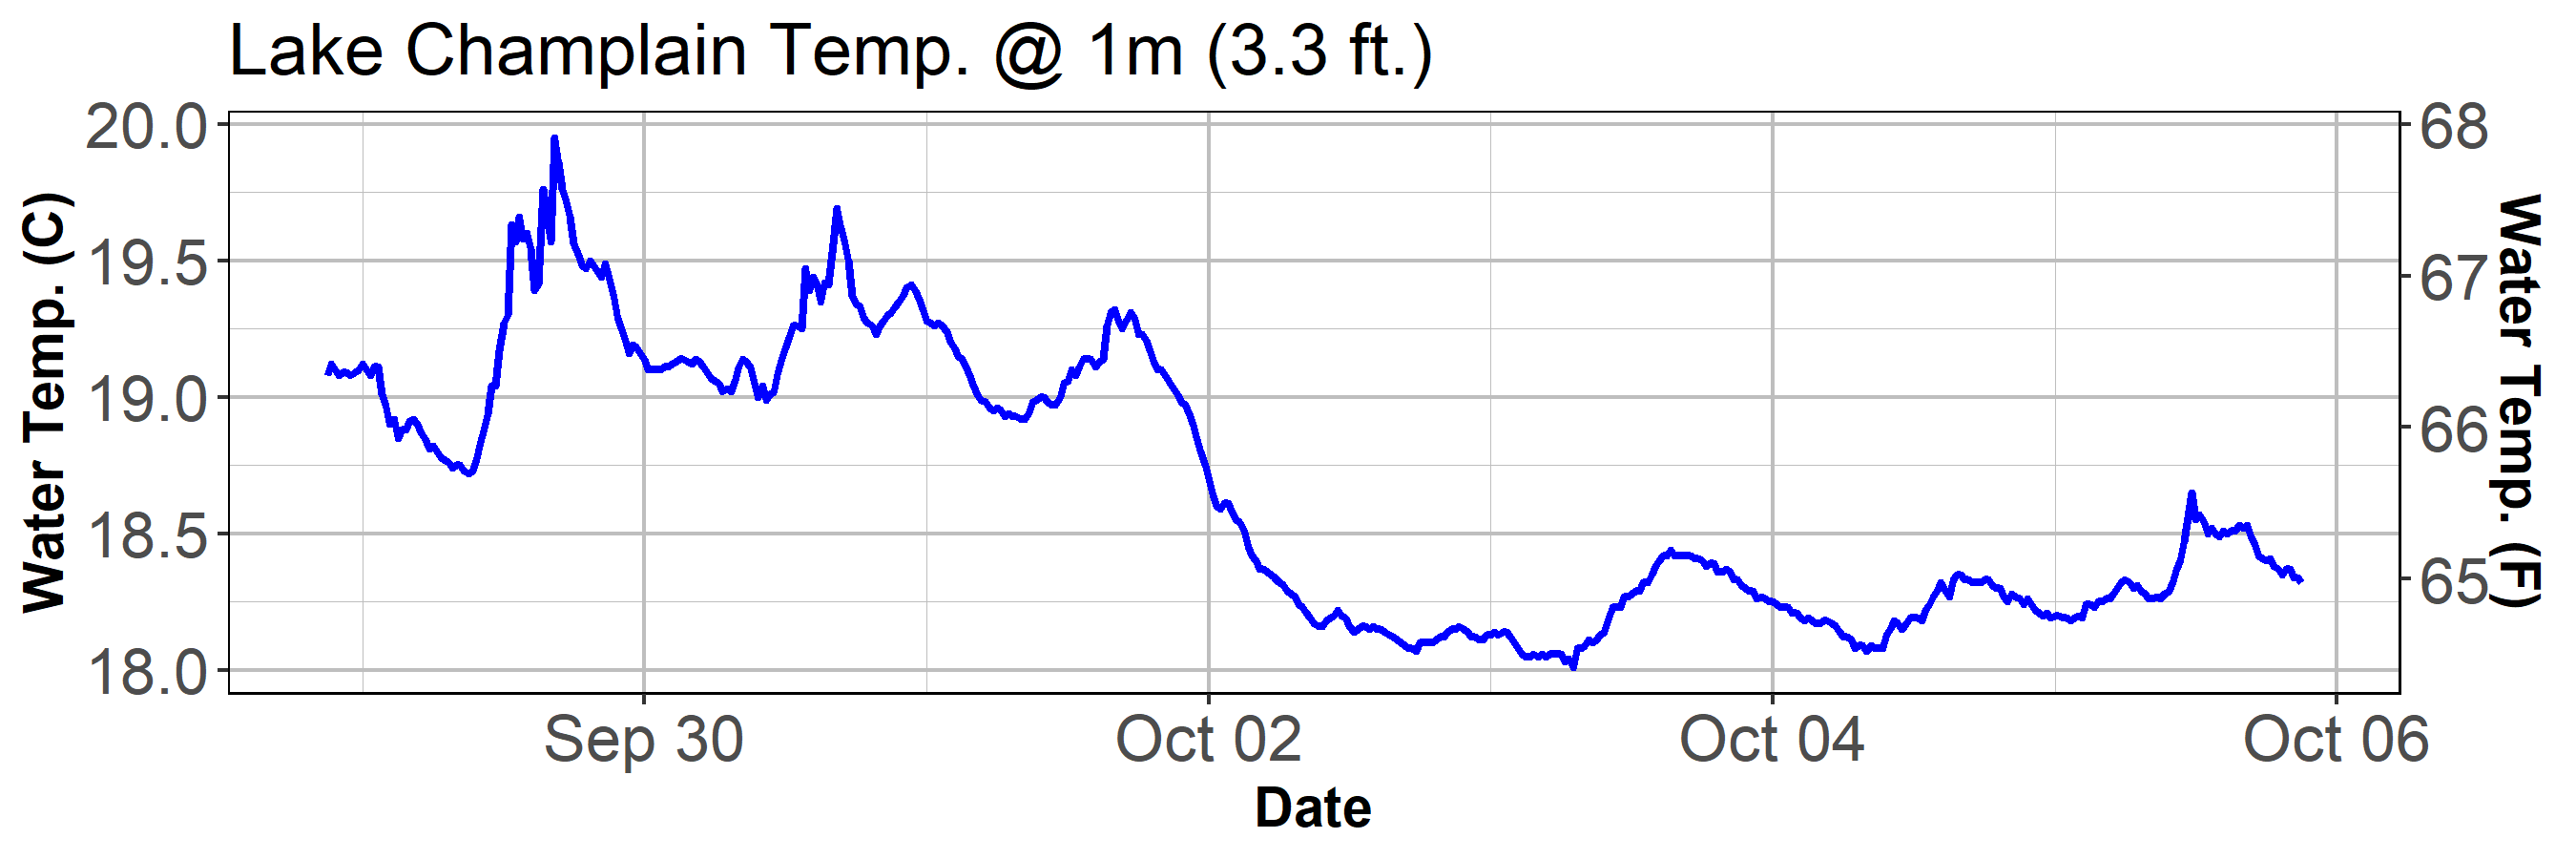 Lake Champlain Temp. @ 1m (3.3 ft.)
Water Temp. (C)
20.0
19.5
19.0
18.5
18.0
68
67
66
65
Water Temp. (F)
Sep 30
Oct 02
Oct 04
Oct 06
Date